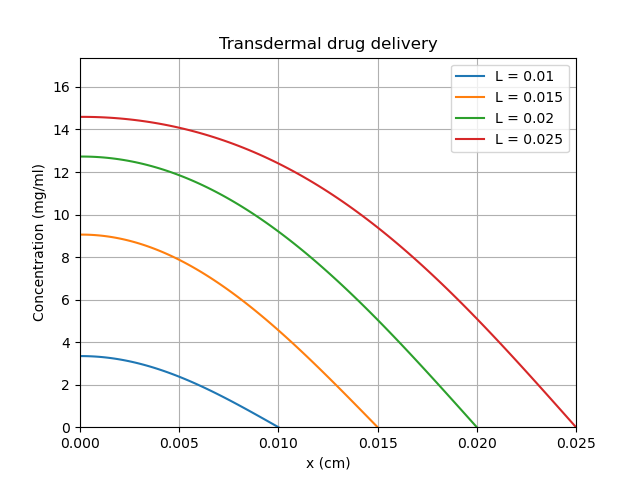 Transdermal drug delivery
L = 0.01
L = 0.015
L = 0.02
L = 0.025
Concentration (mg/ml)
16
14
12
10
8
6
4
2
0
0.000 0.005 0.010 0.015 0.020 0.025
x (cm)